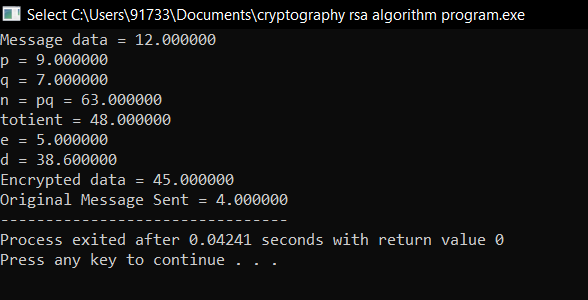 Select C:\Users\91733\Documents\cryptography rsa algorithm program.exe
Message data = 12.000000
p = 9.000000
q = 7.000000
n = pq = 63.000000
totient = 48.000000
e = 5.000000
d = 38.600000
Encrypted data = 45.000000
Original Message Sent = 4.000000
--------------------------------
Process exited after 0.04241 seconds with return value 0
Press any key to continue . . .